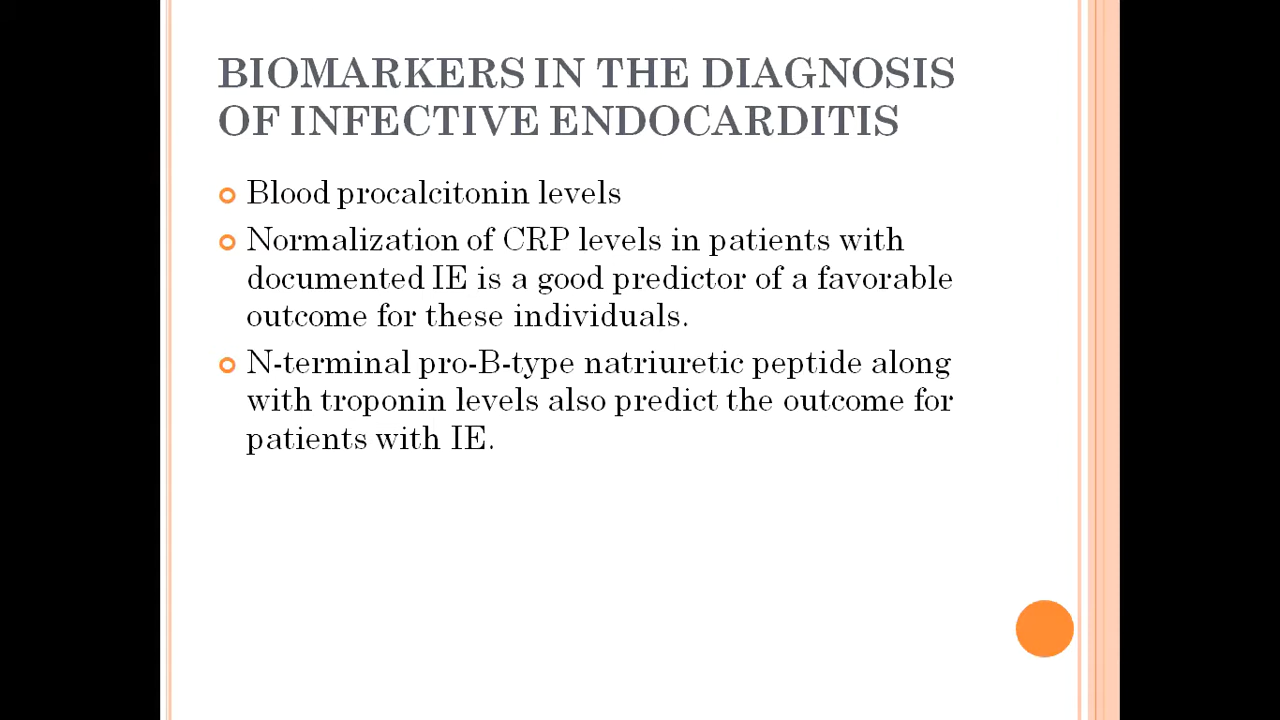 BIOMARKERS IN THE DIAGNOSIS
OF INFECTIVE ENDOCARDITIS
Blood procalcitonin levels
Normalization of CRP levels in patients with
documented IE is a good predictor of a favorable
outcome for these individuals.
N-terminal pro-B-type natriuretic peptide along
with troponin levels also predict the outcome for
patients with IE.